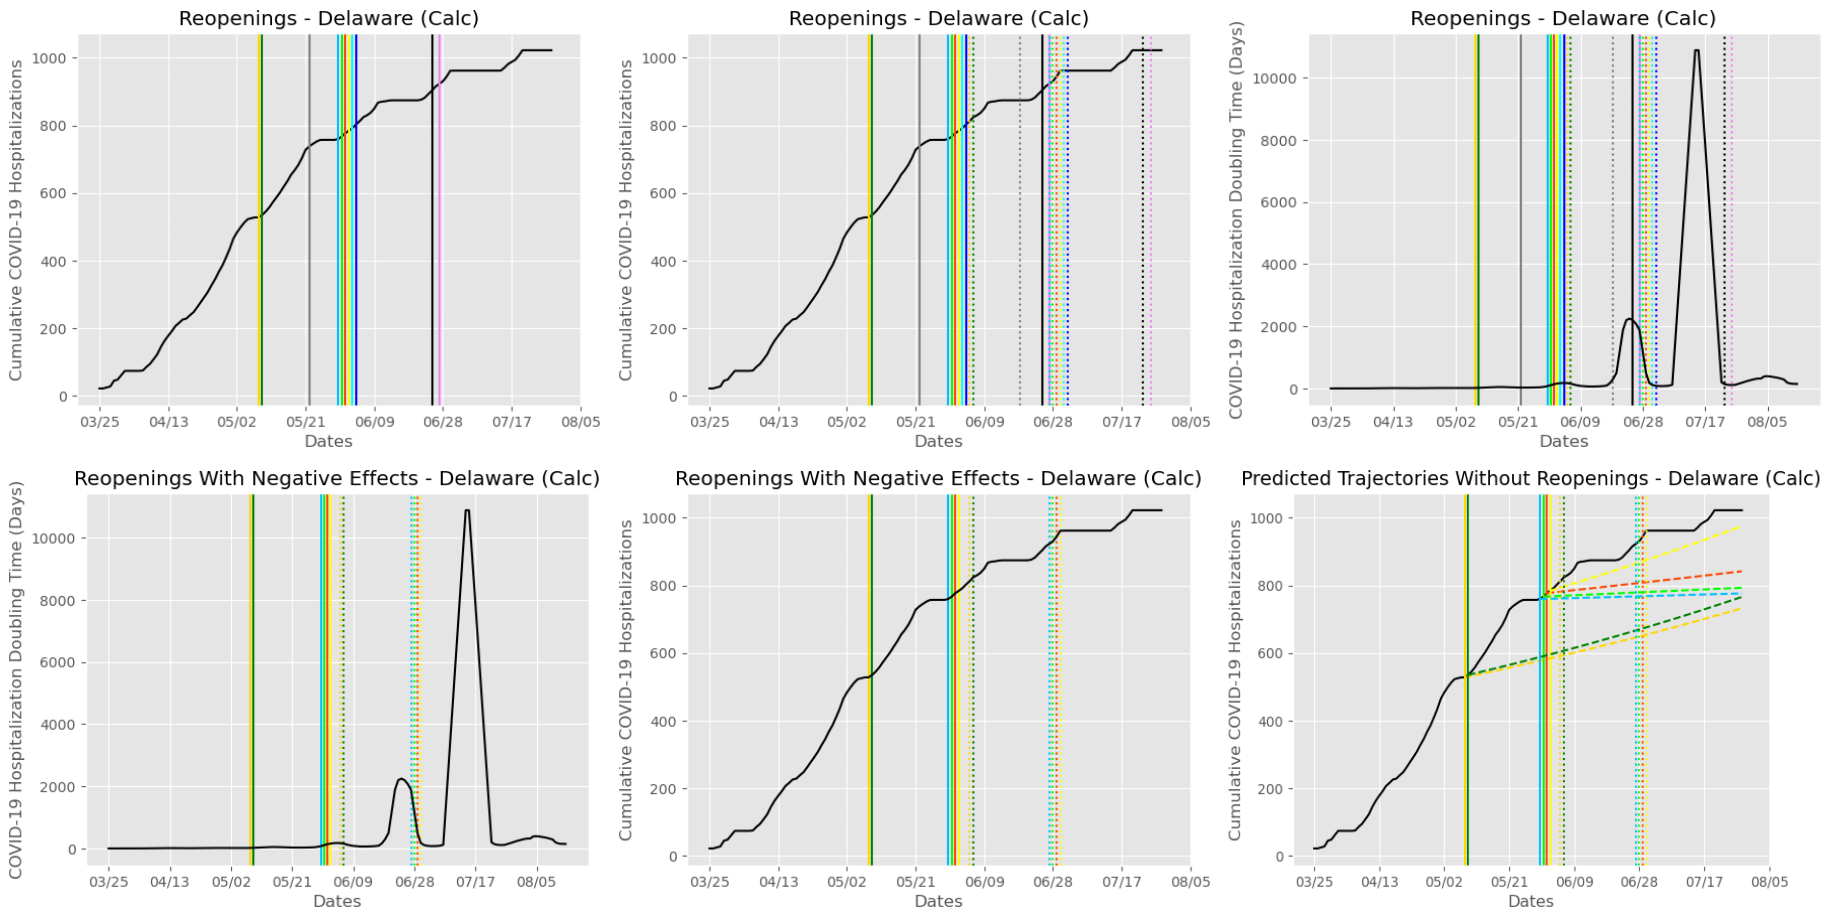 Reopenings - Delaware (Calc)
Cumulative COVID-19 Hospitalizations
1000
800
600
400
200
0
03/25 04/13 05/02 05/21 06/09 06/28 07/17 08/05
Dates
Reopenings - Delaware (Calc)
Cumulative COVID-19 Hospitalizations
1000
800
600
400
200
0
03/25 04/13 05/02 05/21 06/09 06/28 07/17 08/05
Dates
Reopenings - Delaware (Calc)
COVID-19 Hospitalization Doubling Time (Days)
10000
8000
6000
4000
2000
0
03/25 04/13 05/02 05/21 06/09 06/28 07/17 08/05
Dates
Reopenings With Negative Effects - Delaware (Calc)
COVID-19 Hospitalization Doubling Time (Days)
10000
8000
6000
4000
2000
0
03/25 04/13 05/02 05/21 06/09 06/28 07/17 08/05
Dates
Reopenings With Negative Effects - Delaware (Calc)
Cumulative COVID-19 Hospitalizations
1000
800
600
400
200
0
03/25 04/13 05/02 05/21 06/09 06/28 07/17 08/05
Dates
Predicted Trajectories Without Reopenings - Delaware (Calc)
Cumulative COVID-19 Hospitalizations
1000
800
600
400
200
0
03/25 04/13 05/02 05/21 06/09 06/28 07/17 08/05
Dates